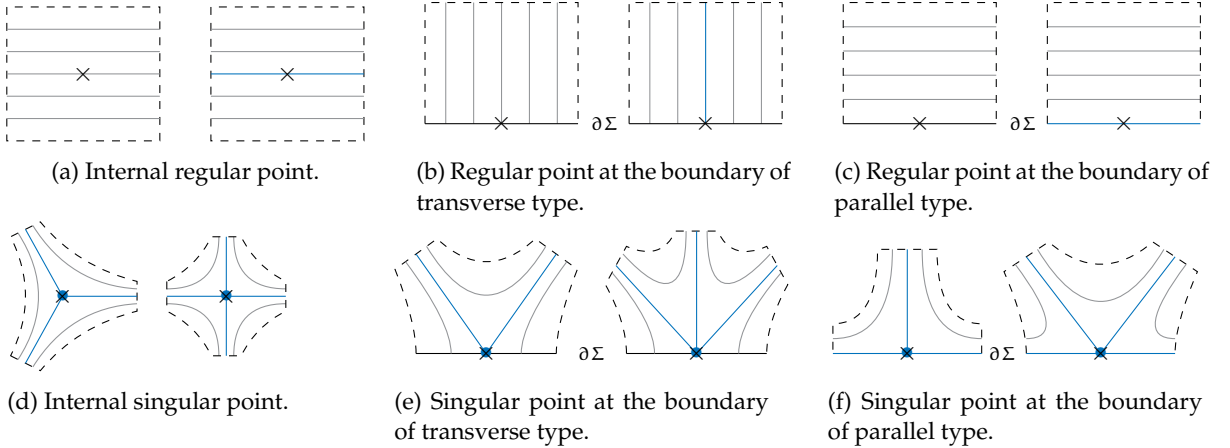 ∂Σ
∂Σ
(a) Internal regular point.
(b) Regular point at the boundary of
transverse type.
(c) Regular point at the boundary of
parallel type.
∂Σ
∂Σ
(d) Internal singular point.
(e) Singular point at the boundary
of transverse type.
(f) Singular point at the boundary
of parallel type.